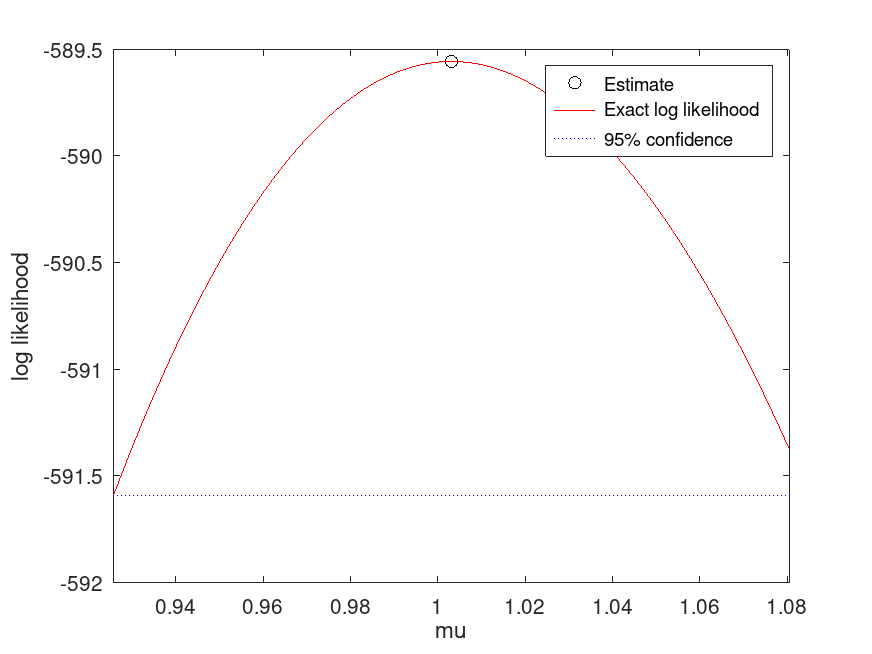 -589.5
-590
-590.5
-591
-591.5
-592
log likelihood
Estimate
Exact log likelihood
95% confidence
0.94 0.96 0.98 1 1.02 1.04 1.06 1.08
mu